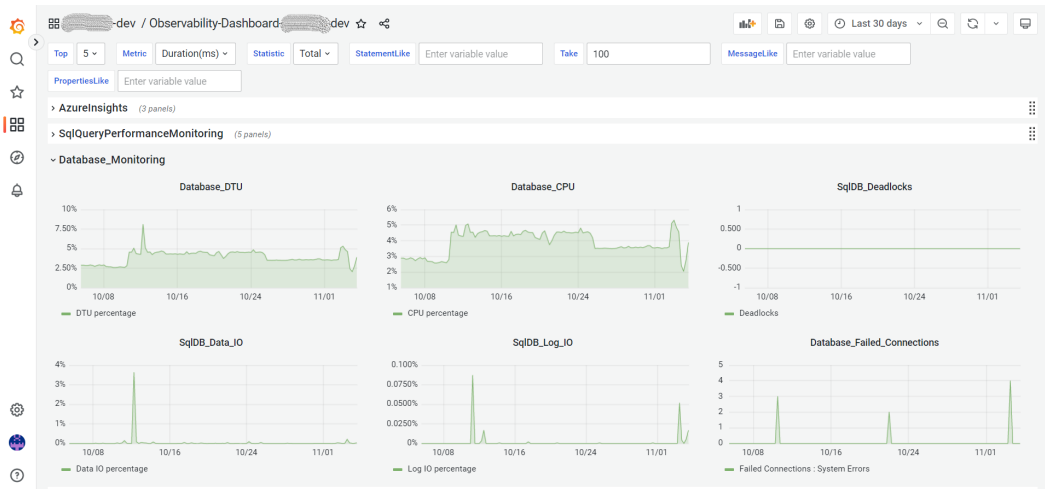 -dev / Observability-Dashboard- dev
Last 30 days
Top 5 Metric Duration(ms) Statistic Total StatementLike Enter variable value Take 100 MessageLike Enter variable value
PropertiesLike Enter variable value
AzureInsights (3 panels)
SqlQueryPerformanceMonitoring (5 panels)
Database_Monitoring
Database_DTU
10%
7.50%
5%
2.50%
0%
10/08 10/16 10/24 11/01
DTU percentage
Database_CPU
6%
5%
4%
3%
2%
1%
10/08 10/16 10/24 11/01
CPU percentage
SqlDB_Deadlocks
1
0.500
0
-0.500
-1
10/08 10/16 10/24 11/01
Deadlocks
SqlDB_Data_IO
4%
3%
2%
1%
0%
10/08 10/16 10/24 11/01
Data IO percentage
SqlDB_Log_IO
0.100%
0.0750%
0.0500%
0.0250%
0%
10/08 10/16 10/24 11/01
Log IO percentage
Database_Failed_Connections
5
4
3
2
1
0
10/08 10/16 10/24 11/01
Failed Connections : System Errors